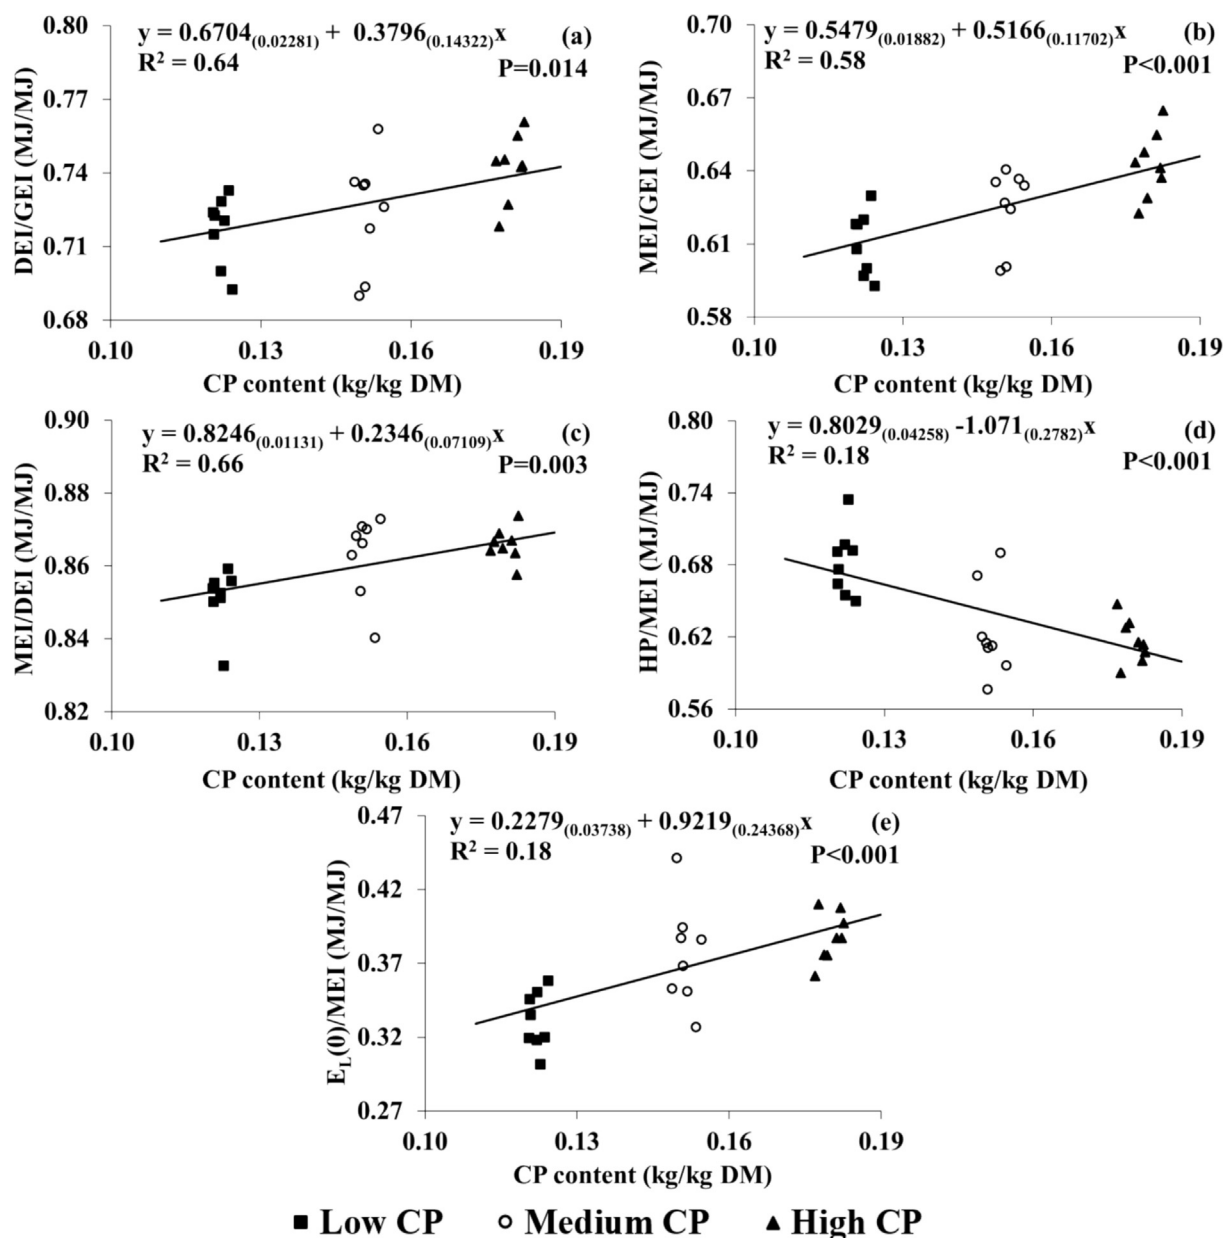 y = 0.6704(0.02281) + 0.3796(0.14322)x (a)
R2 = 0.64
P=0.014
DEI/GEI (MJ/MJ)
0.80
0.77
0.74
0.71
0.68
0.10 0.13 0.16 0.19
CP content (kg/kg DM)
y = 0.5479(0.01882) + 0.5166(0.11702)x (b)
R2 = 0.58
P<0.001
MEI/GEI (MJ/MJ)
0.70
0.67
0.64
0.61
0.58
0.10 0.13 0.16 0.19
CP content (kg/kg DM)
y = 0.8246(0.01131) + 0.2346(0.07109)x (c)
R2 = 0.66
P=0.003
MEI/DEI (MJ/MJ)
0.90
0.88
0.86
0.84
0.82
0.10 0.13 0.16 0.19
CP content (kg/kg DM)
y = 0.8029(0.04258) -1.071(0.2782)x (d)
R2 = 0.18
P<0.001
HP/MEI (MJ/MJ)
0.80
0.74
0.68
0.62
0.56
0.10 0.13 0.16 0.19
CP content (kg/kg DM)
y = 0.2279(0.03738) + 0.9219(0.24368)x (e)
R2 = 0.18
P<0.001
EL(0)/MEI (MJ/MJ)
0.47
0.42
0.37
0.32
0.27
0.10 0.13 0.16 0.19
CP content (kg/kg DM)
Low CP Medium CP High CP